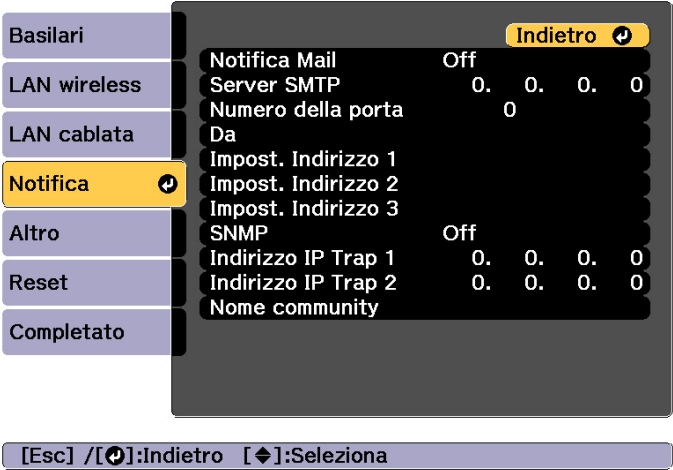 Basilari
LAN wireless
LAN cablata
Notifica
Altro
Reset
Completato
Indietro
Notifica Mail Off
Server SMTP 0. 0. 0. 0
Numero della porta 0
Da
Impost. Indirizzo 1
Impost. Indirizzo 2
Impost. Indirizzo 3
SNMP Off
Indirizzo IP Trap 1 0. 0. 0. 0
Indirizzo IP Trap 2 0. 0. 0. 0
Nome community
[Esc] /[⏎]:Indietro [◆]:Seleziona